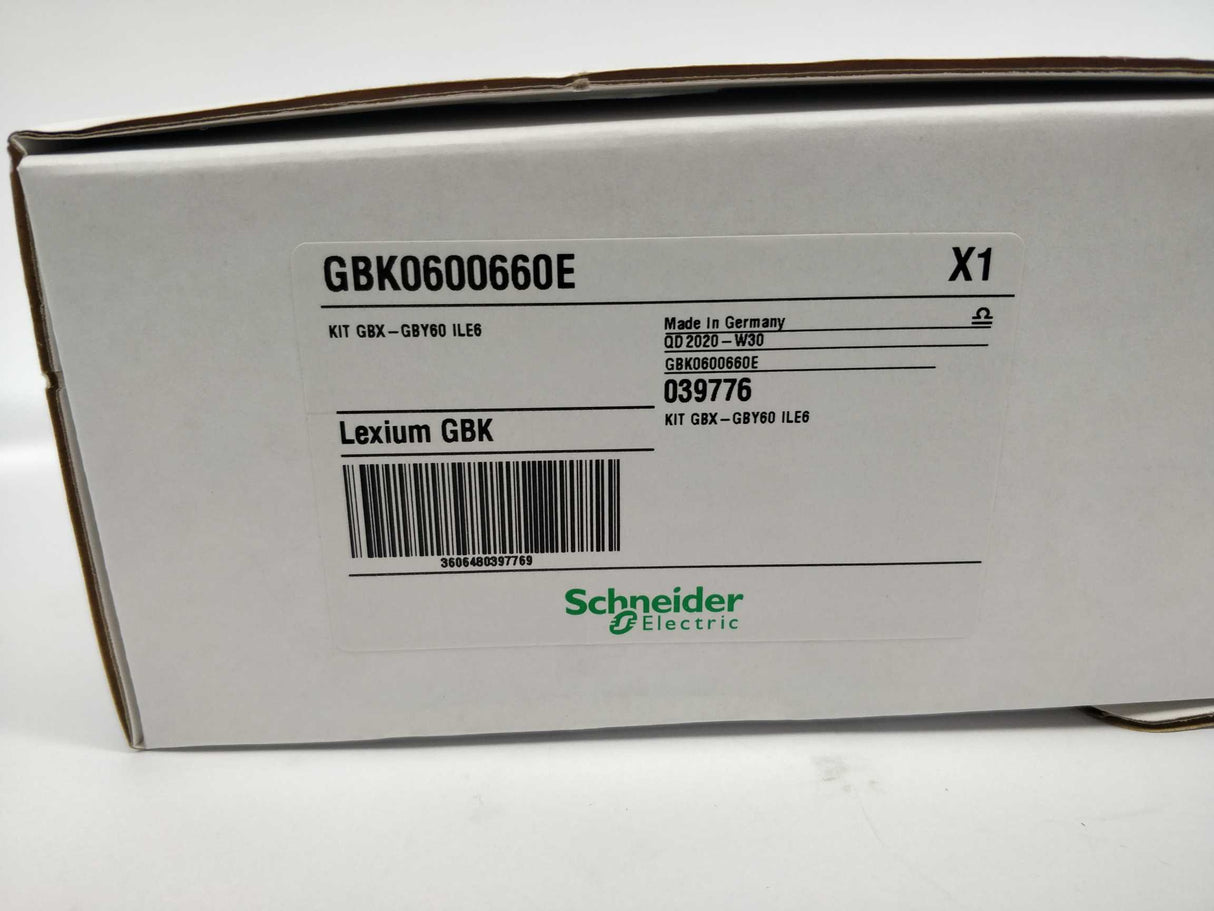 GBK0600660E X1
KIT GBX-GBY60 ILE6
Made In Germany
QD 2020-W30
GBK0600660E
039776
KIT GBX-GBY60 ILE6
Lexium GBK
3606480397769
Schneider
Electric